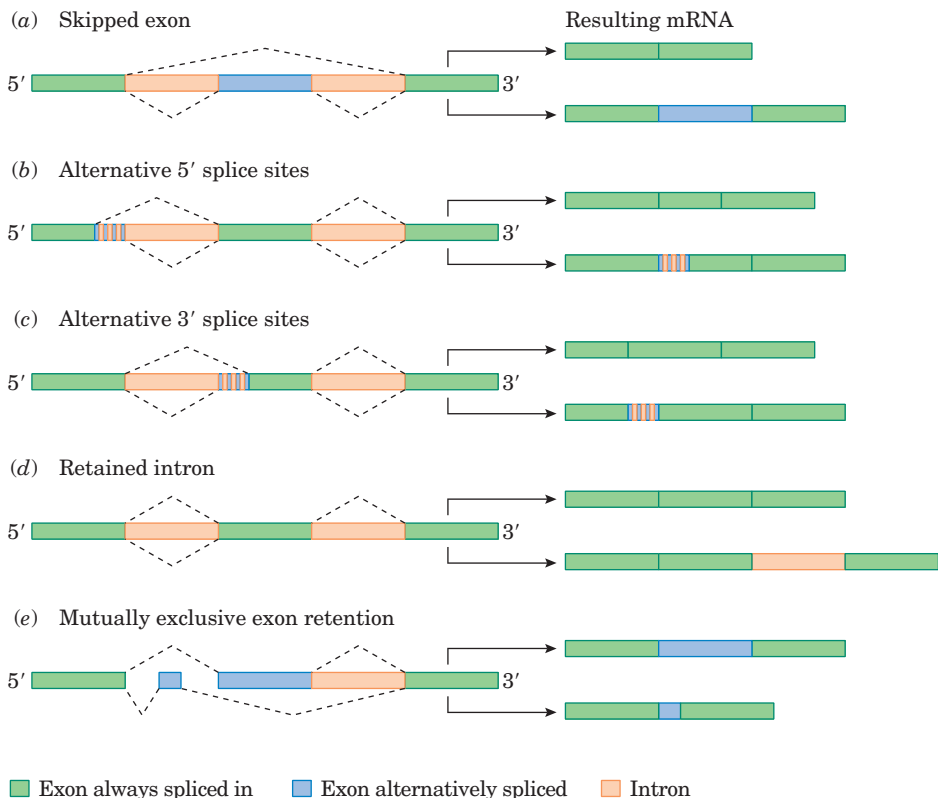 (a) Skipped exon
Resulting mRNA
5′ 3′
(b) Alternative 5′ splice sites
5′ 3′
(c) Alternative 3′ splice sites
5′ 3′
(d) Retained intron
5′ 3′
(e) Mutually exclusive exon retention
5′ 3′
Exon always spliced in Exon alternatively spliced Intron